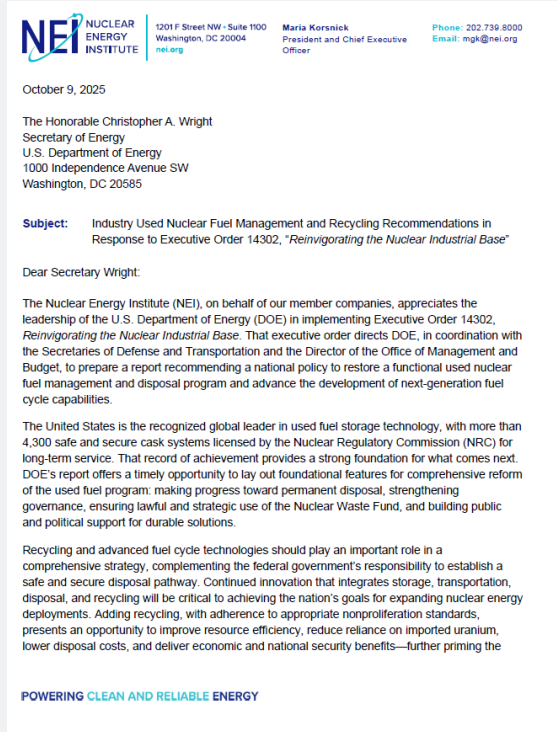 NEI NUCLEAR
ENERGY
INSTITUTE
1201 F Street NW · Suite 1100
Washington, DC 20004
nei.org
Maria Korsnick
President and Chief Executive
Officer
Phone: 202.739.8000
Email: mgk@nei.org
October 9, 2025
The Honorable Christopher A. Wright
Secretary of Energy
U.S. Department of Energy
1000 Independence Avenue SW
Washington, DC 20585
Subject: Industry Used Nuclear Fuel Management and Recycling Recommendations in
Response to Executive Order 14302, “Reinvigorating the Nuclear Industrial Base”
Dear Secretary Wright:
The Nuclear Energy Institute (NEI), on behalf of our member companies, appreciates the
leadership of the U.S. Department of Energy (DOE) in implementing Executive Order 14302,
Reinvigorating the Nuclear Industrial Base. That executive order directs DOE, in coordination with
the Secretaries of Defense and Transportation and the Director of the Office of Management and
Budget, to prepare a report recommending a national policy to restore a functional used nuclear
fuel management and disposal program and advance the development of next-generation fuel
cycle capabilities.
The United States is the recognized global leader in used fuel storage technology, with more than
4,300 safe and secure cask systems licensed by the Nuclear Regulatory Commission (NRC) for
long-term service. That record of achievement provides a strong foundation for what comes next.
DOE’s report offers a timely opportunity to lay out foundational features for comprehensive reform
of the used fuel program: making progress toward permanent disposal, strengthening
governance, ensuring lawful and strategic use of the Nuclear Waste Fund, and building public
and political support for durable solutions.
Recycling and advanced fuel cycle technologies should play an important role in a
comprehensive strategy, complementing the federal government’s responsibility to establish a
safe and secure disposal pathway. Continued innovation that integrates storage, transportation,
disposal, and recycling will be critical to achieving the nation’s goals for expanding nuclear energy
deployments. Adding recycling, with adherence to appropriate nonproliferation standards,
presents an opportunity to improve resource efficiency, reduce reliance on imported uranium,
lower disposal costs, and deliver economic and national security benefits—further priming the
POWERING CLEAN AND RELIABLE ENERGY